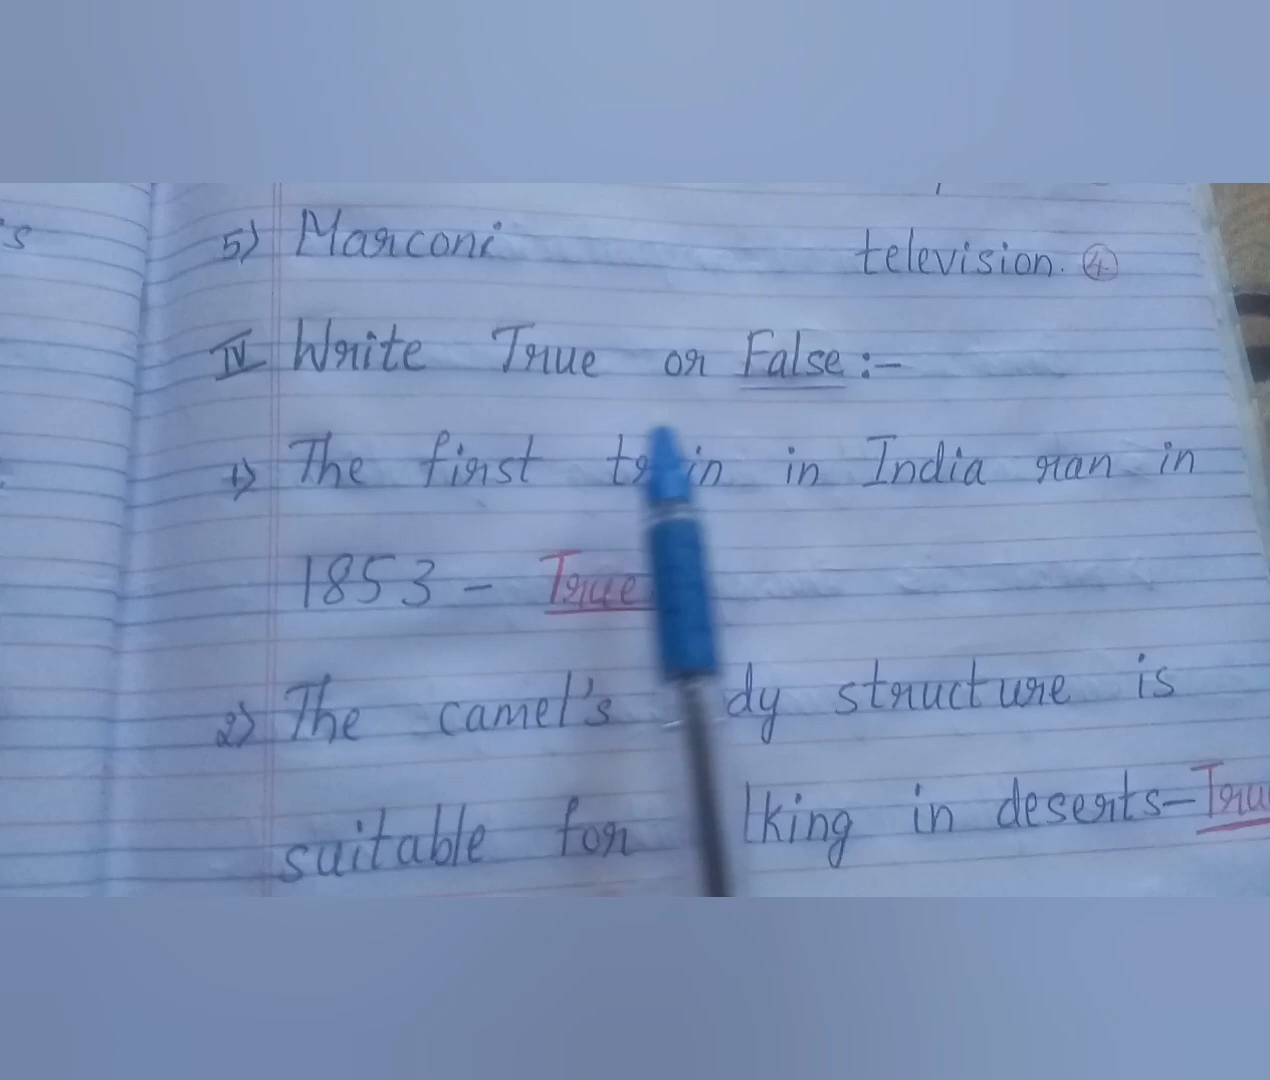 's
5) Marconi television. ④
IV Write True or False :-
1) The first in India ran in
1853 - True
2) The camel's structure is
suitable for in deserts-